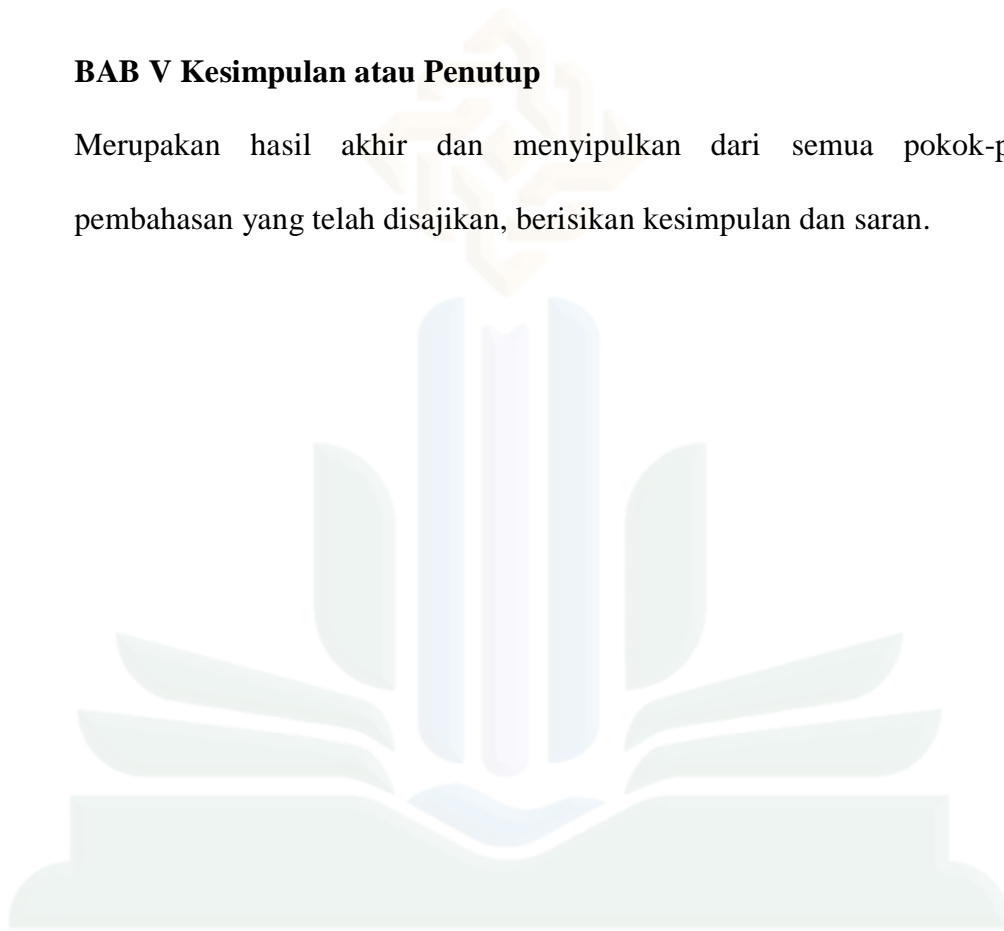 BAB V Kesimpulan atau Penutup
Merupakan hasil akhir dan menyipulkan dari semua pokok-p
pembahasan yang telah disajikan, berisikan kesimpulan dan saran.